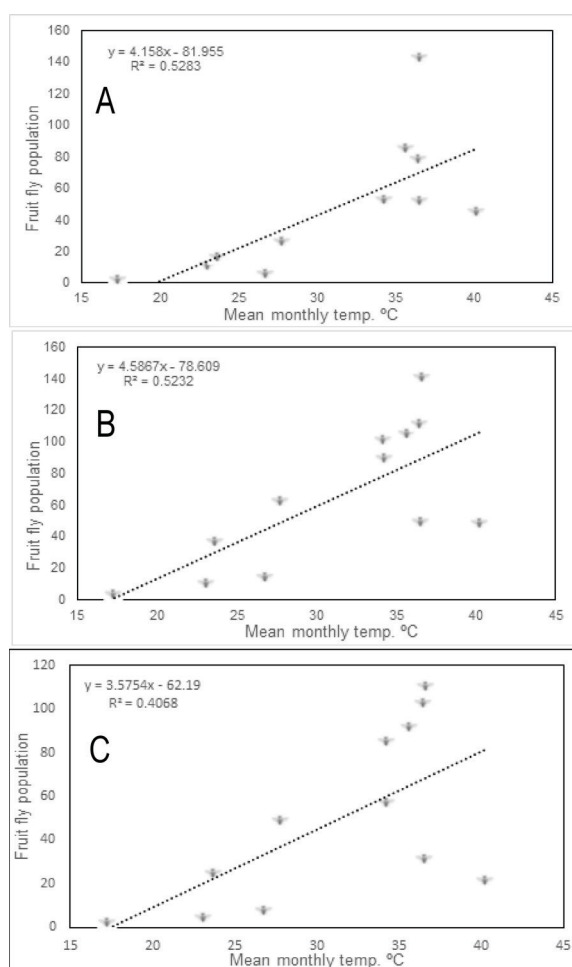 160
140
120
100
80
60
40
20
0
Fruit fly population
y = 4.158x - 81.955
R² = 0.5283
A
15 20 25 30 35 40 45
Mean monthly temp. ºC
160
140
120
100
80
60
40
20
0
Fruit fly population
y = 4.5867x - 78.609
R² = 0.5232
B
15 20 25 30 35 40 45
Mean monthly temp. ºC
120
100
80
60
40
20
0
Fruit fly population
y = 3.5754x - 62.19
R² = 0.4068
C
15 20 25 30 35 40 45
Mean monthly temp. ºC